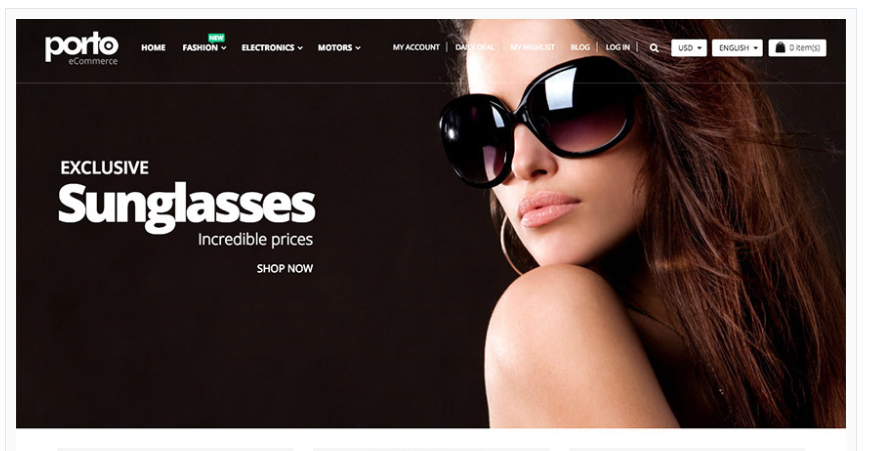 porto
eCommerce
HOME
NEW
FASHION
ELECTRONICS
MOTORS
MY ACCOUNT
DAILY DEAL
MY WISHLIST
BLOG
LOG IN
USD
ENGLISH
0 item(s)
EXCLUSIVE
Sunglasses
Incredible prices
SHOP NOW